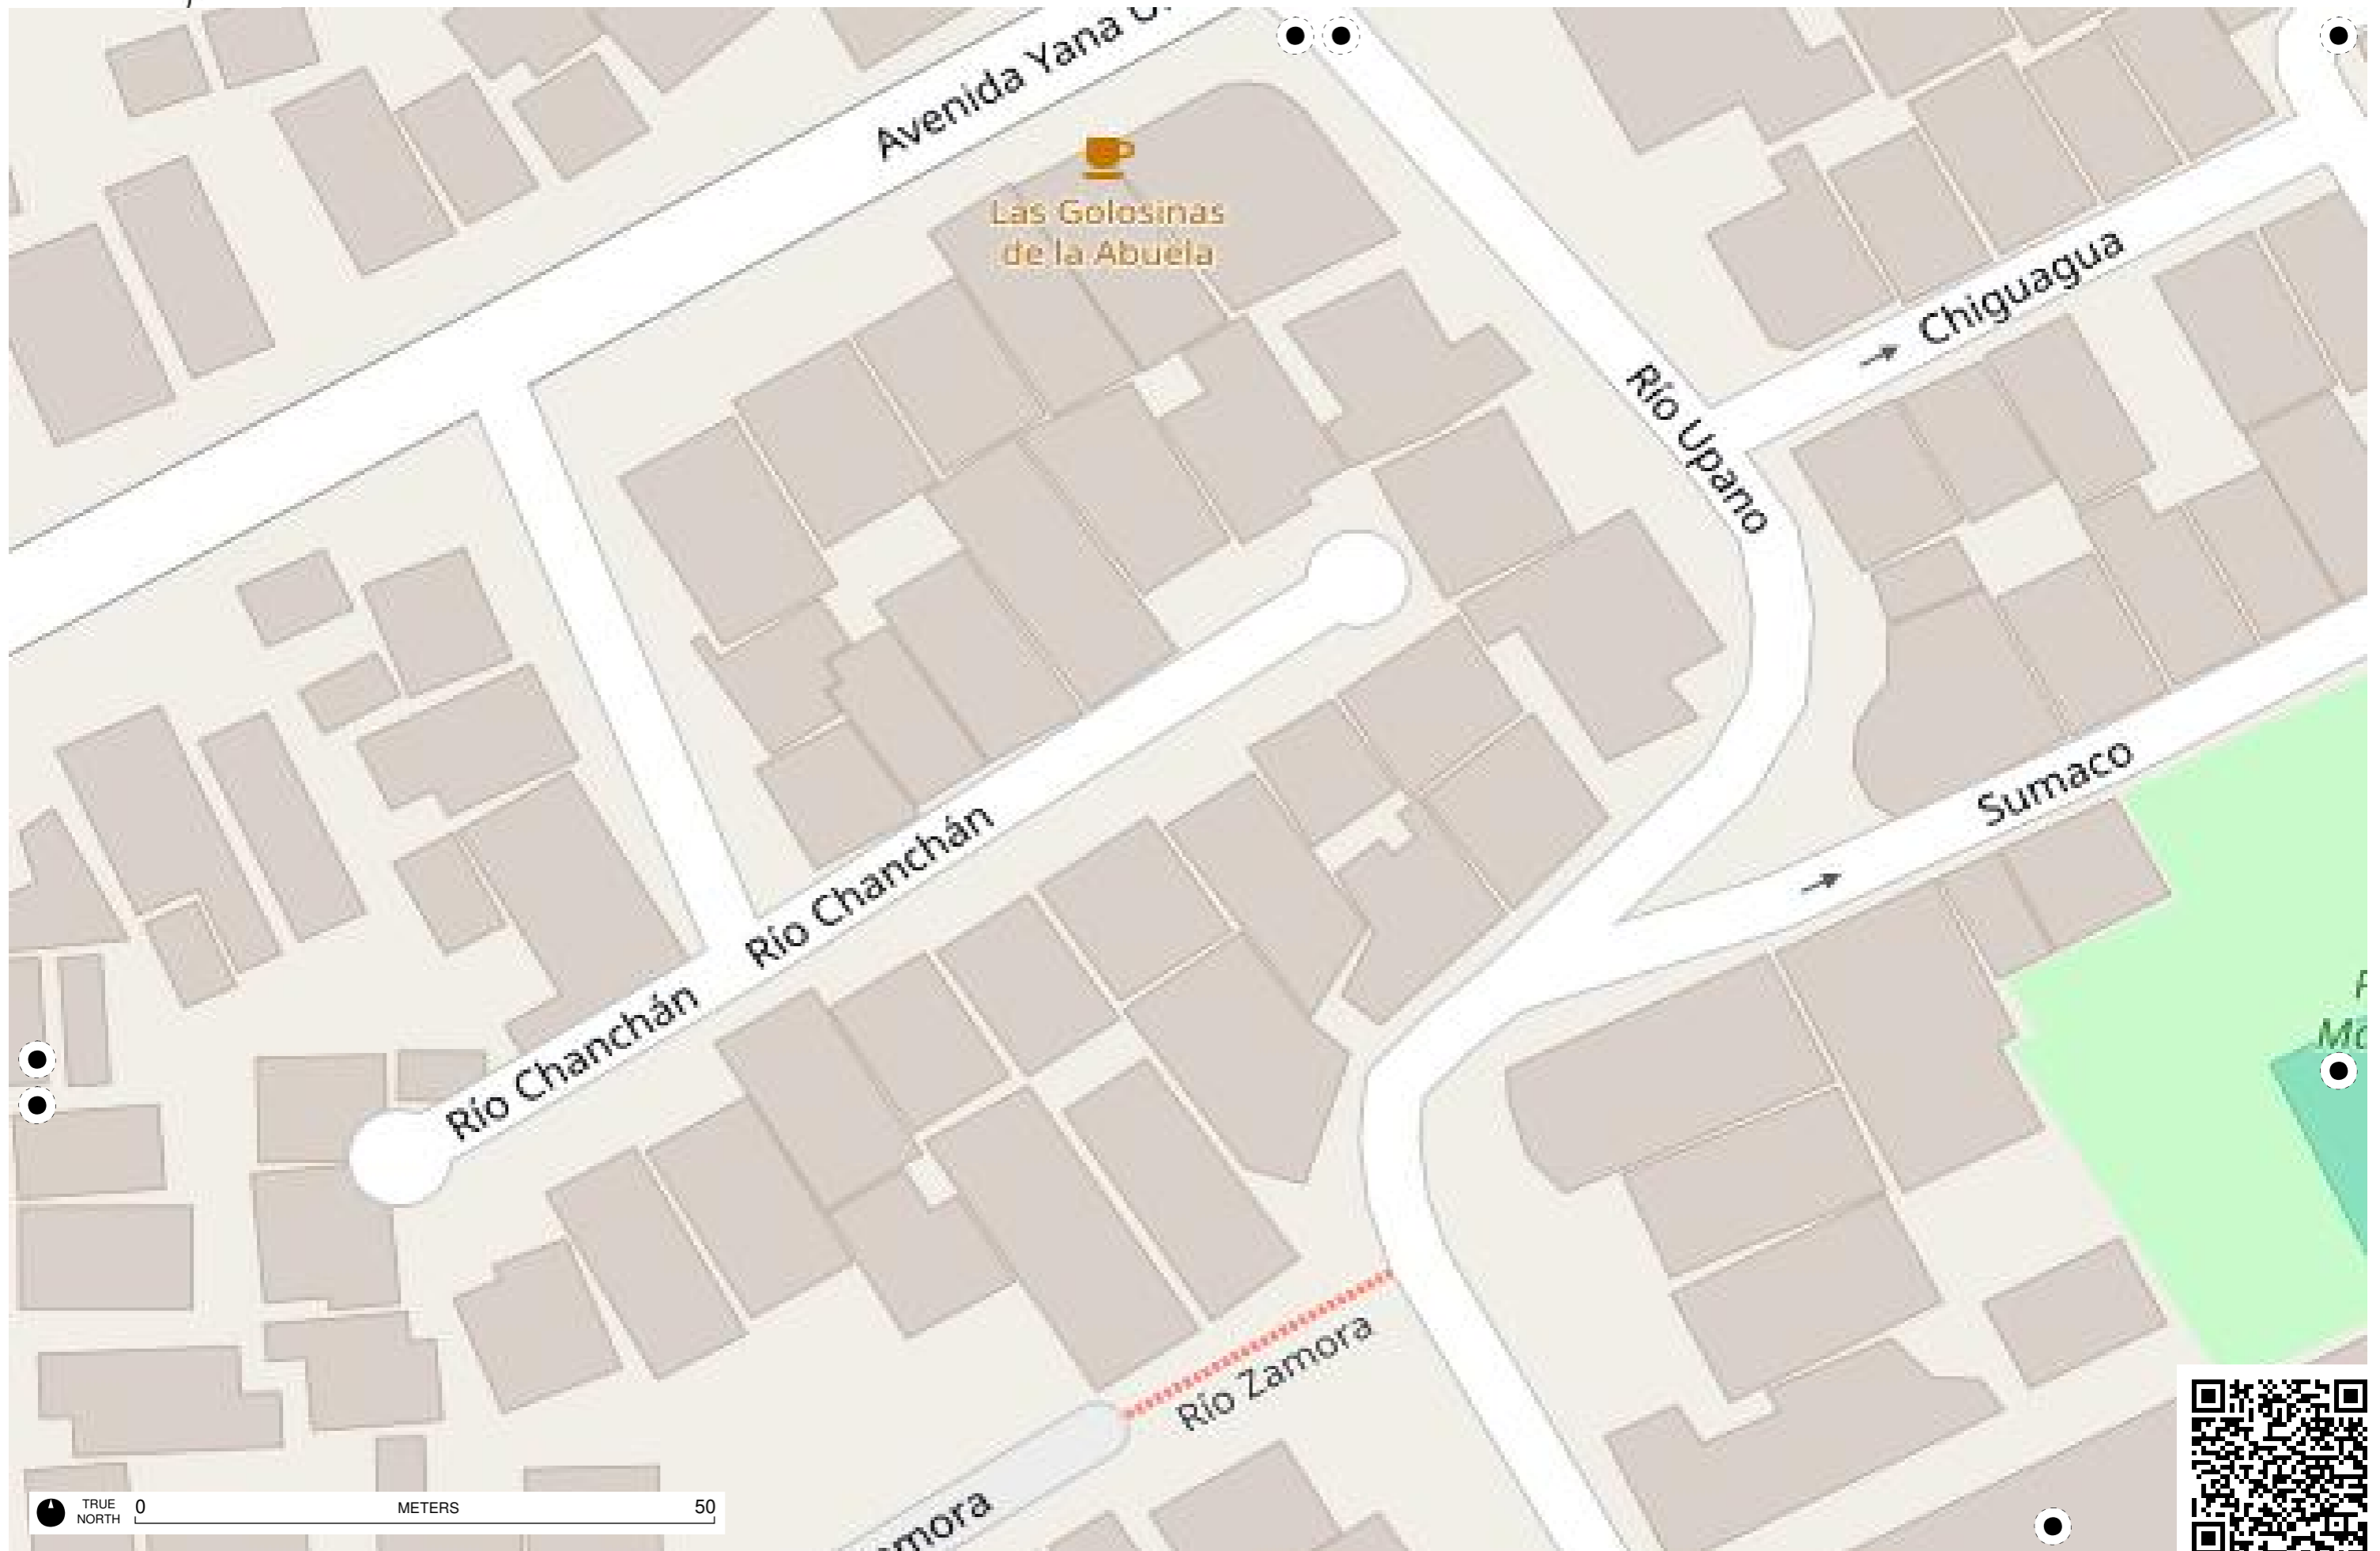 Avenida Yana
Las Golosinas
de la Abuela
Chiguagua
Río Upano
Sumaco
Río Chanchán
Río Chanchán
Río Zamora
TRUE
NORTH
0
METERS
50